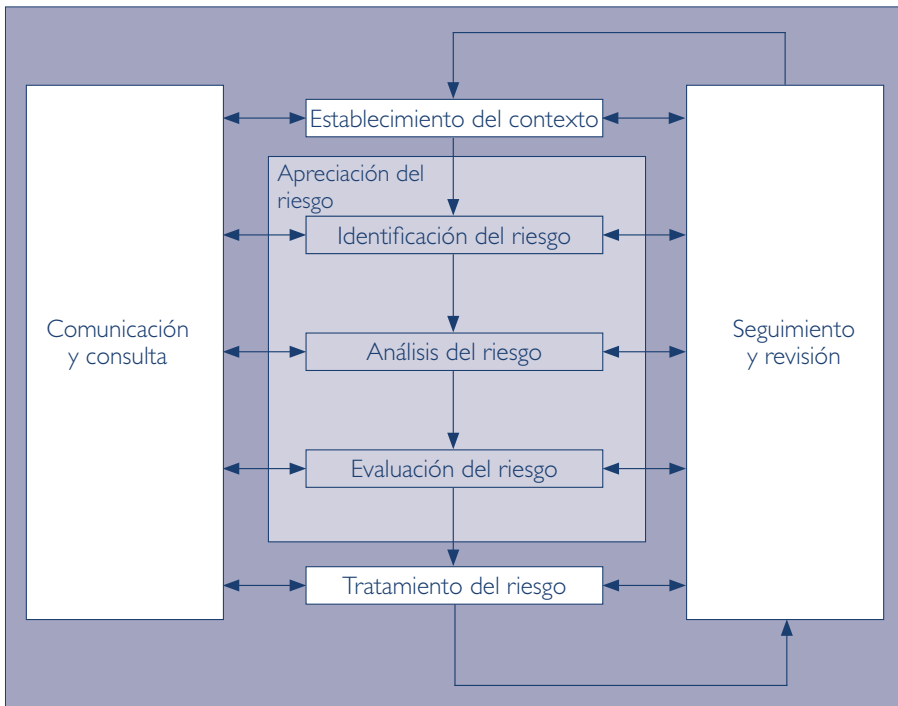 Establecimiento del contexto
Apreciación del
riesgo
Identificación del riesgo
Comunicación
y consulta
Análisis del riesgo
Seguimiento
y revisión
Evaluación del riesgo
Tratamiento del riesgo